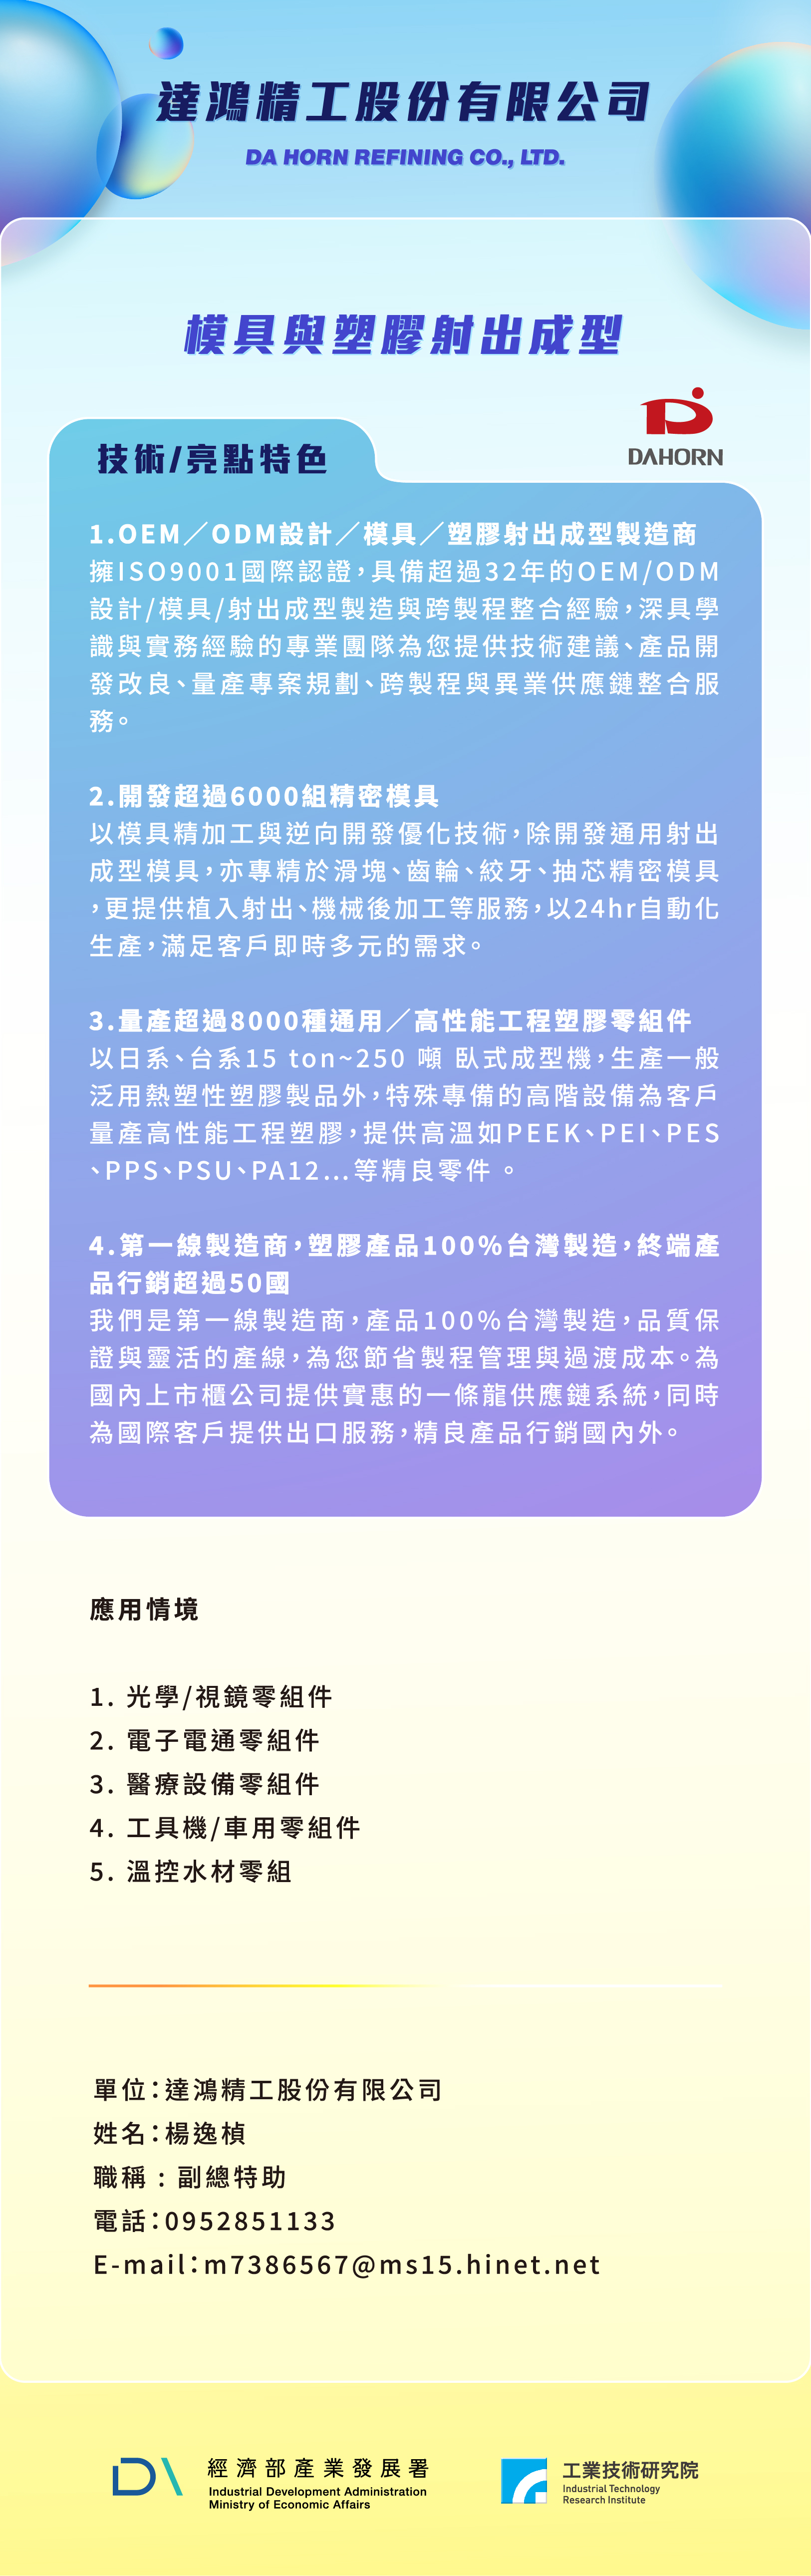 達鴻精工股份有限公司
DA HORN REFINING CO., LTD.
模具與塑膠射出成型
DAHORN
技術/亮點特色
1.OEM／ODM設計／模具／塑膠射出成型製造商
擁ISO9001國際認證，具備超過32年的OEM/ODM
設計/模具/射出成型製造與跨製程整合經驗，深具學
識與實務經驗的專業團隊為您提供技術建議、產品開
發改良、量產專案規劃、跨製程與異業供應鏈整合服
務。
2.開發超過6000組精密模具
以模具精加工與逆向開發優化技術，除開發通用射出
成型模具，亦專精於滑塊、齒輪、絞牙、抽芯精密模具
，更提供植入射出、機械後加工等服務，以24hr自動化
生產，滿足客戶即時多元的需求。
3.量產超過8000種通用／高性能工程塑膠零組件
以日系、台系15 ton~250 噸 臥式成型機，生產一般
泛用熱塑性塑膠製品外，特殊專備的高階設備為客戶
量產高性能工程塑膠，提供高溫如PEEK、PEI、PES
、PPS、PSU、PA12...等精良零件 。
4.第一線製造商，塑膠產品100%台灣製造，終端產
品行銷超過50國
我們是第一線製造商，產品100%台灣製造，品質保
證與靈活的產線，為您節省製程管理與過渡成本。為
國內上市櫃公司提供實惠的一條龍供應鏈系統，同時
為國際客戶提供出口服務，精良產品行銷國內外。
應用情境
1. 光學/視鏡零組件
2. 電子電通零組件
3. 醫療設備零組件
4. 工具機/車用零組件
5. 溫控水材零組
單位：達鴻精工股份有限公司
姓名：楊逸楨
職稱 : 副總特助
電話：0952851133
E-mail：m7386567@ms15.hinet.net
經濟部產業發展署
Industrial Development Administration
Ministry of Economic Affairs
工業技術研究院
Industrial Technology
Research Institute